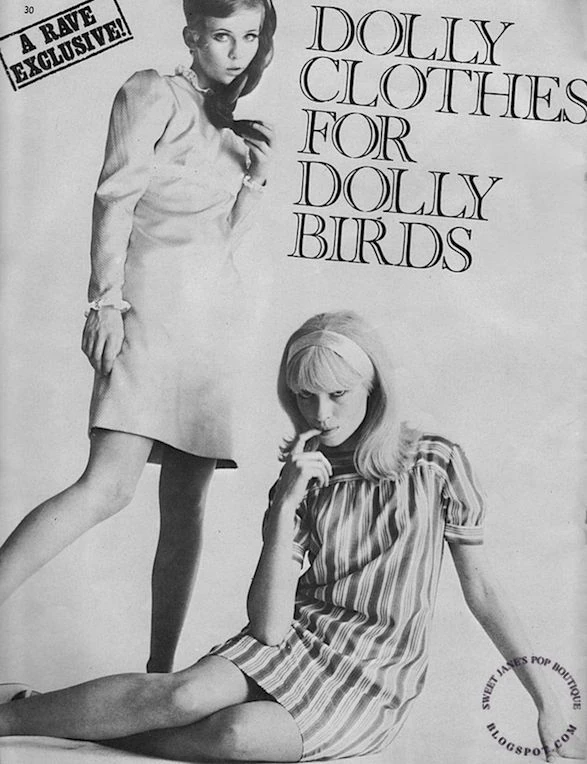 30
A RAVE
EXCLUSIVE!
DOLLY
CLOTHES
FOR
DOLLY
BIRDS
SWEET JANE'S POP BOUTIQUE
BLOGSPOT.COM